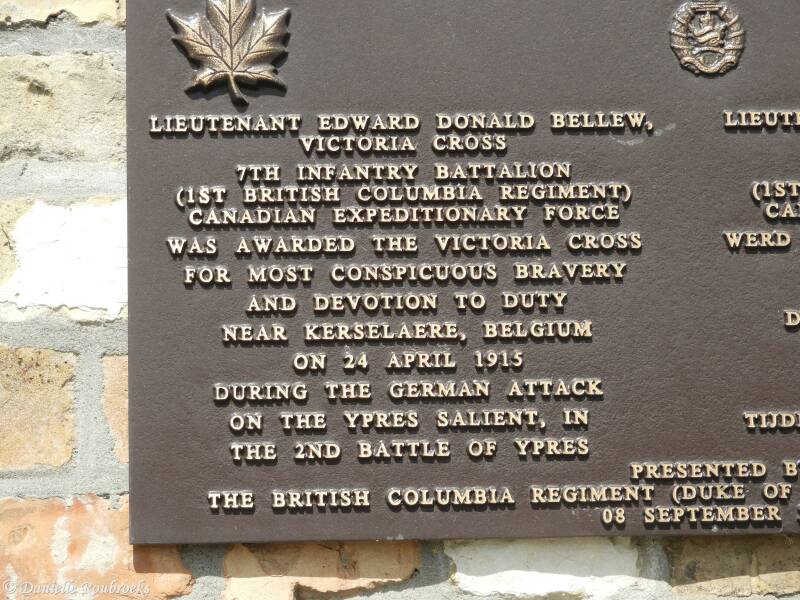 LIEUTENANT EDWARD DONALD BELLEW,
VICTORIA CROSS
7TH INFANTRY BATTALION
(1ST BRITISH COLUMBIA REGIMENT)
CANADIAN EXPEDITIONARY FORCE
WAS AWARDED THE VICTORIA CROSS
FOR MOST CONSPICUOUS BRAVERY
AND DEVOTION TO DUTY
NEAR KERSELAERE, BELGIUM
ON 24 APRIL 1915
DURING THE GERMAN ATTACK
ON THE YPRES SALIENT, IN
THE 2ND BATTLE OF YPRES
(1ST
WERD
PRESENTED
THE BRITISH COLUMBIA REGIMENT (DUKE OF
08 SEPTEMBER
© Danielle Roubroeks